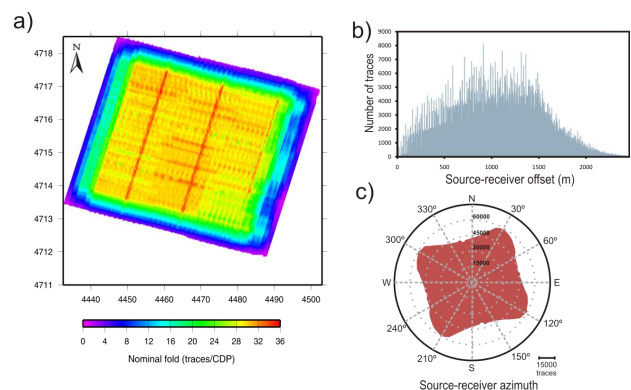 a)
N
4718
4717
4716
4715
4714
4713
4712
4711
4440 4450 4460 4470 4480 4490 4500
0 4 8 12 16 20 24 28 32 36
Nominal fold (traces/CDP)
b)
Number of traces
9000
8000
7000
6000
5000
4000
3000
2000
1000
0
0 500 1000 1500 2000
Source-receiver offset (m)
c)
N
30º
60º
E
120º
150º
S
210º
240º
W
300º
330º
60000
45000
30000
15000
15000
traces
Source-receiver azimuth